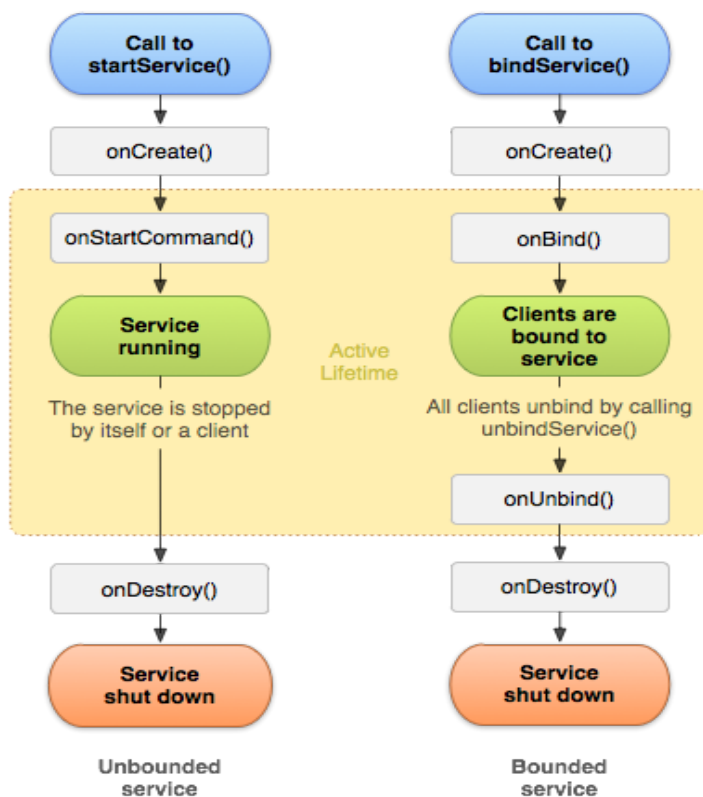 Call to
startService()
onCreate()
onStartCommand()
Service
running
The service is stopped
by itself or a client
onDestroy()
Service
shut down
Unbounded
service
Active
Lifetime
Call to
bindService()
onCreate()
onBind()
Clients are
bound to
service
All clients unbind by calling
unbindService()
onUnbind()
onDestroy()
Service
shut down
Bounded
service